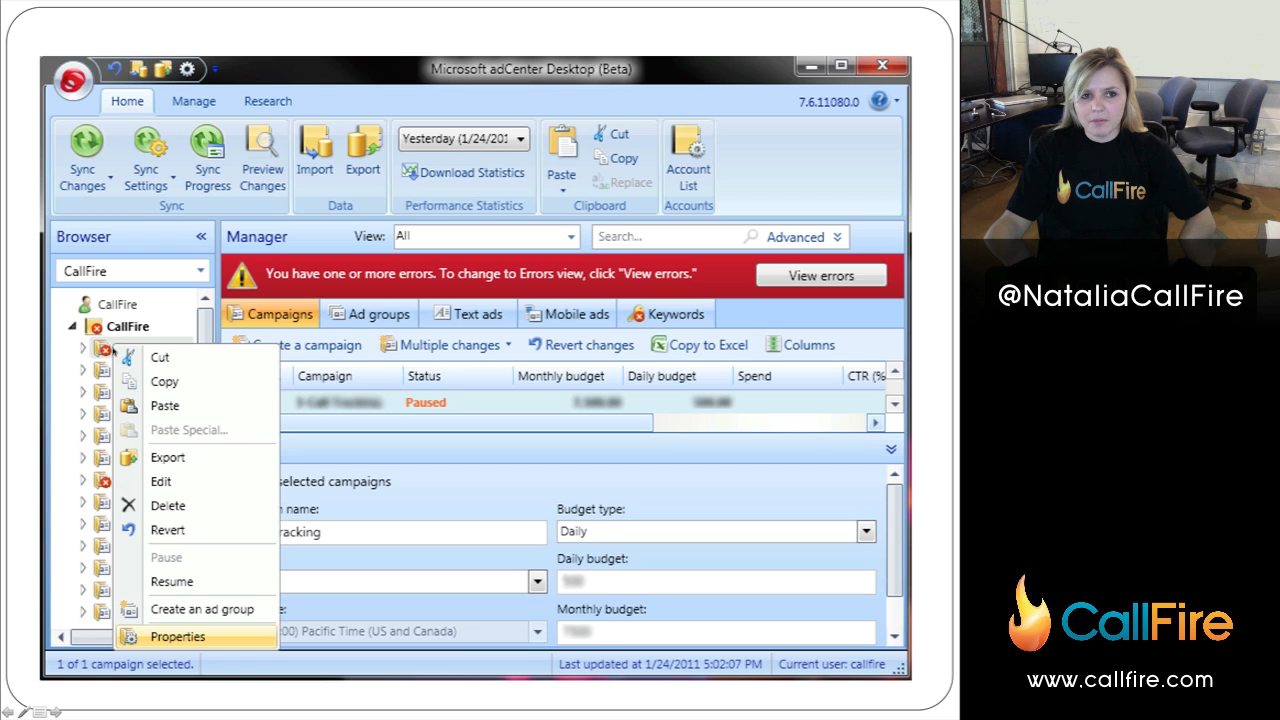 Microsoft adCenter Desktop (Beta)
Home Manage Research
7.6.11080.0
Sync Changes
Sync Settings
Sync Progress
Preview Changes
Import
Export
Yesterday (1/24/201
Download Statistics
Paste
Cut
Copy
Replace
Account List
Sync
Data
Performance Statistics
Clipboard
Accounts
Browser
Manager
View:
All
Search...
Advanced
CallFire
You have one or more errors. To change to Errors view, click "View errors."
View errors
CallFire
CallFire
Campaigns
Ad groups
Text ads
Mobile ads
Keywords
a campaign
Multiple changes
Revert changes
Copy to Excel
Columns
Campaign
Status
Monthly budget
Daily budget
Spend
CTR (%
Paused
Cut
Copy
Paste
Paste Special...
Export
Edit
Delete
Revert
Pause
Resume
Create an ad group
Properties
selected campaigns
name:
Budget type:
racking
Daily
Daily budget:
Monthly budget:
00) Pacific Time (US and Canada)
1 of 1 campaign selected.
Last updated at 1/24/2011 5:02:07 PM
Current user: callfire
CallFire
@NataliaCallFire
CallFire
www.callfire.com